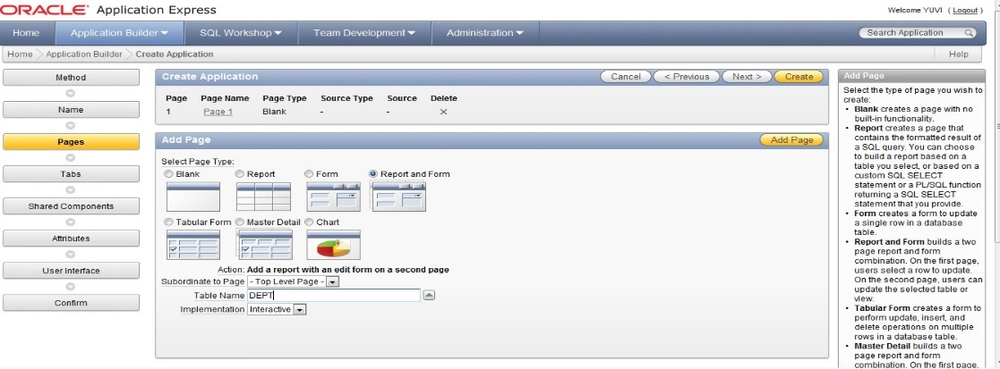 ORACLE Application Express
Welcome YUVI ( Logout )
Home Application Builder SQL Workshop Team Development Administration Search Application
Home Application Builder Create Application Help
Method
Name
Pages
Tabs
Shared Components
Attributes
User Interface
Confirm
Create Application Cancel < Previous Next > Create
Page Page Name Page Type Source Type Source Delete
1 Page 1 Blank - - X
Add Page Add Page
Select Page Type:
Blank Report Form Report and Form
Tabular Form Master Detail Chart
Action: Add a report with an edit form on a second page
Subordinate to Page - Top Level Page -
Table Name DEPT
Implementation Interactive
Add Page
Select the type of page you wish to
create:
• Blank creates a page with no
built-in functionality.
• Report creates a page that
contains the formatted result of
a SQL query. You can choose
to build a report based on a
table you select, or based on a
custom SQL SELECT
statement or a PL/SQL function
returning a SQL SELECT
statement that you provide.
• Form creates a form to update
a single row in a database
table.
• Report and Form builds a two
page report and form
combination. On the first page,
users select a row to update.
On the second page, users can
update the selected table or
view.
• Tabular Form creates a form to
perform update, insert, and
delete operations on multiple
rows in a database table.
• Master Detail builds a two
page report and form
combination. On the first page,